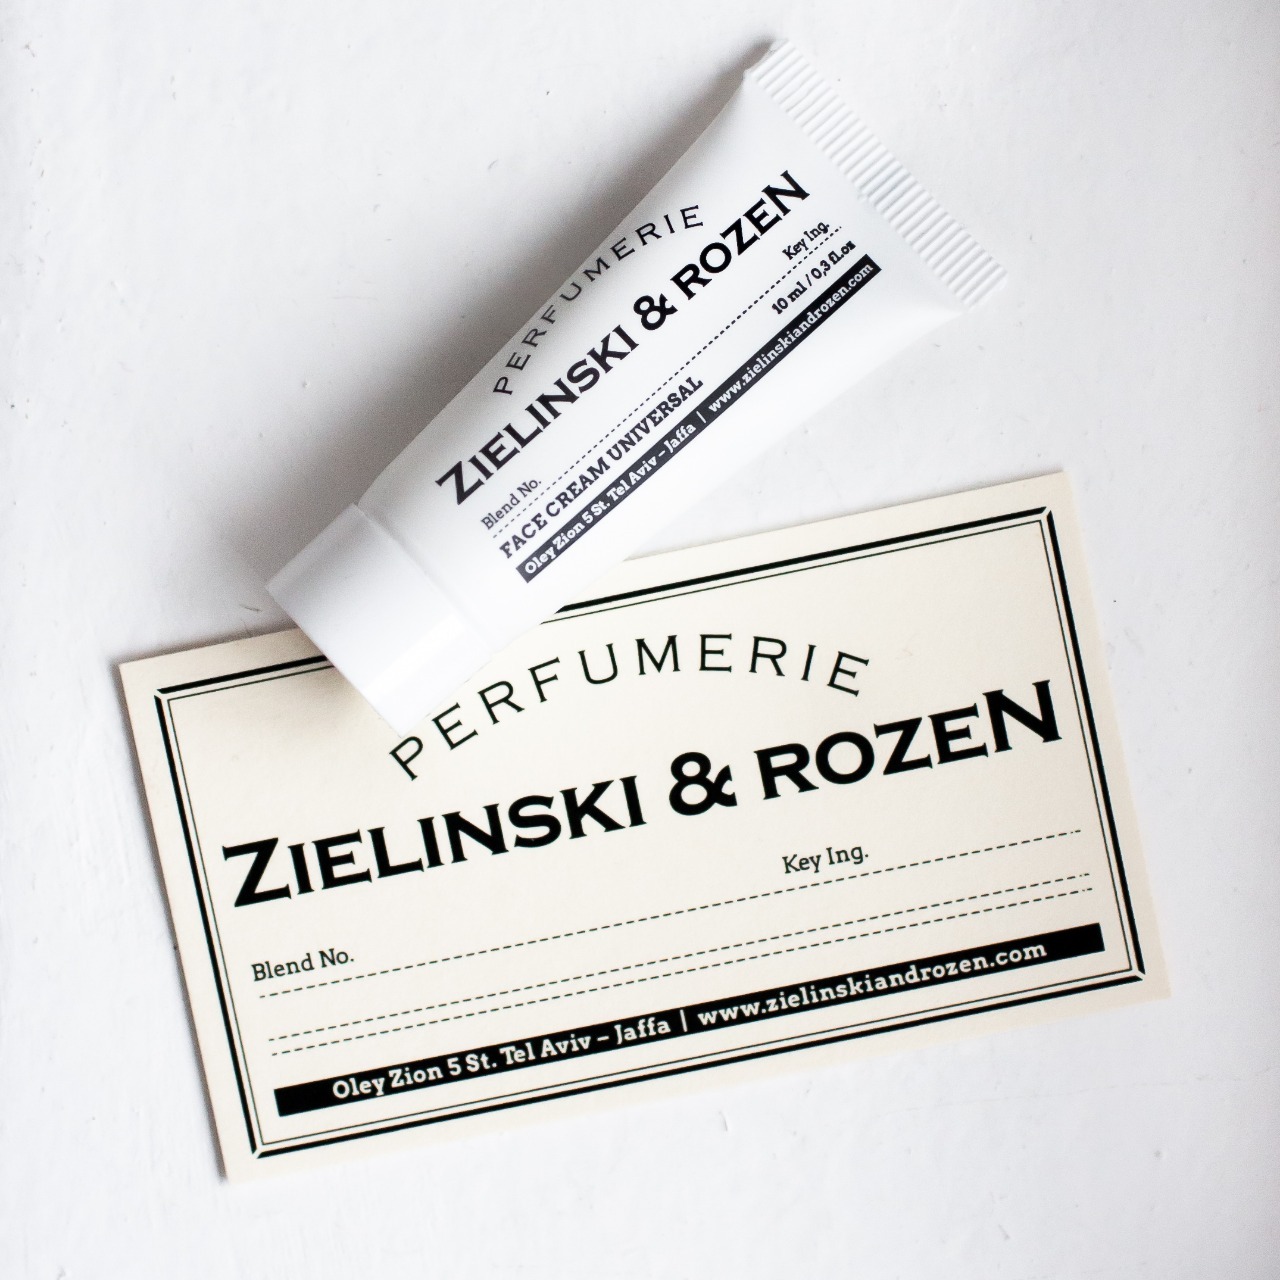 PERFUMERIE
ZIELINSKI & ROZEN
Blend No. Key Ing.
FACE CREAM UNIVERSAL 10 ml / 0,3 fl.oz
Oley Zion 5 St. Tel Aviv – Jaffa | www.zielinskiandrozen.com
PERFUMERIE
ZIELINSKI & ROZEN
Blend No. Key Ing.
Oley Zion 5 St. Tel Aviv – Jaffa | www.zielinskiandrozen.com